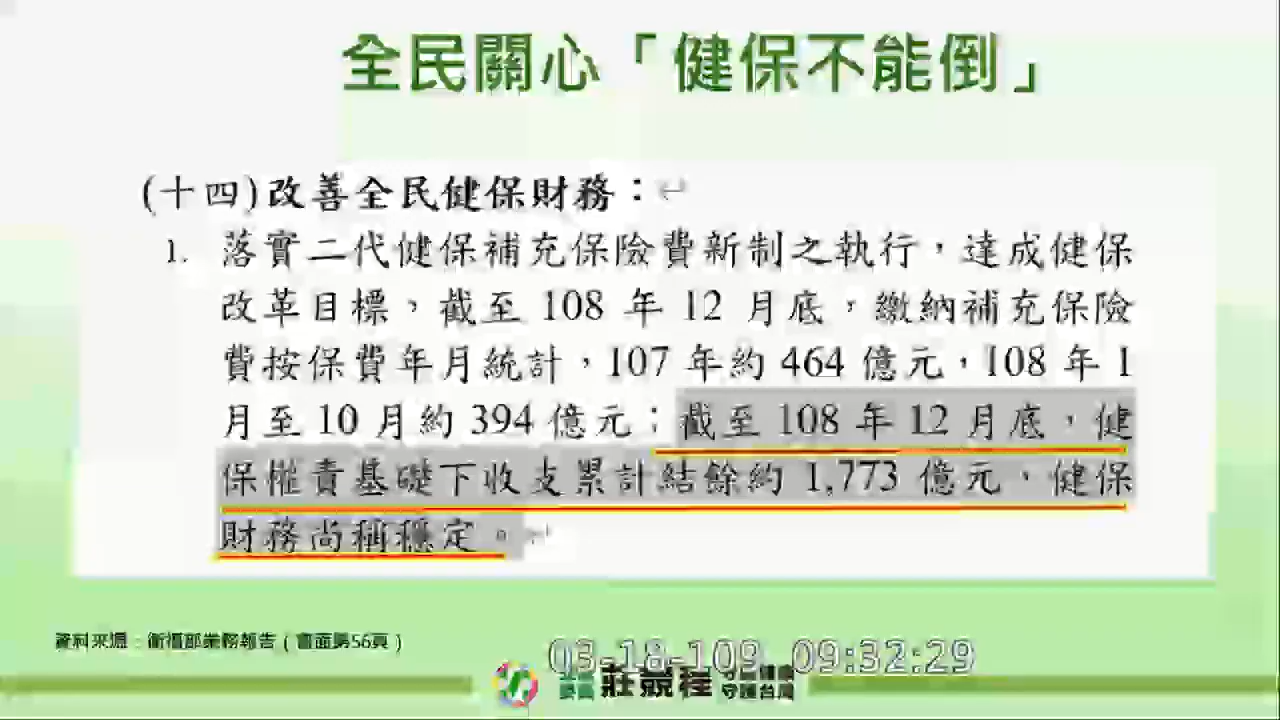 全民關心「健保不能倒」
(十四)改善全民健保財務：
1. 落實二代健保補充保險費新制之執行，達成健保
改革目標，截至 108 年 12 月底，繳納補充保險
費按保費年月統計，107 年約 464 億元，108 年 1
月至 10 月約 394 億元；截至 108 年 12 月底，健
保權責基礎下收支累計結餘約 1,773 億元，健保
財務尚稱穩定。
資料來源：衛福部業務報告（書面第56頁）
03-18-109 09:32:29
莊競程
守護台灣